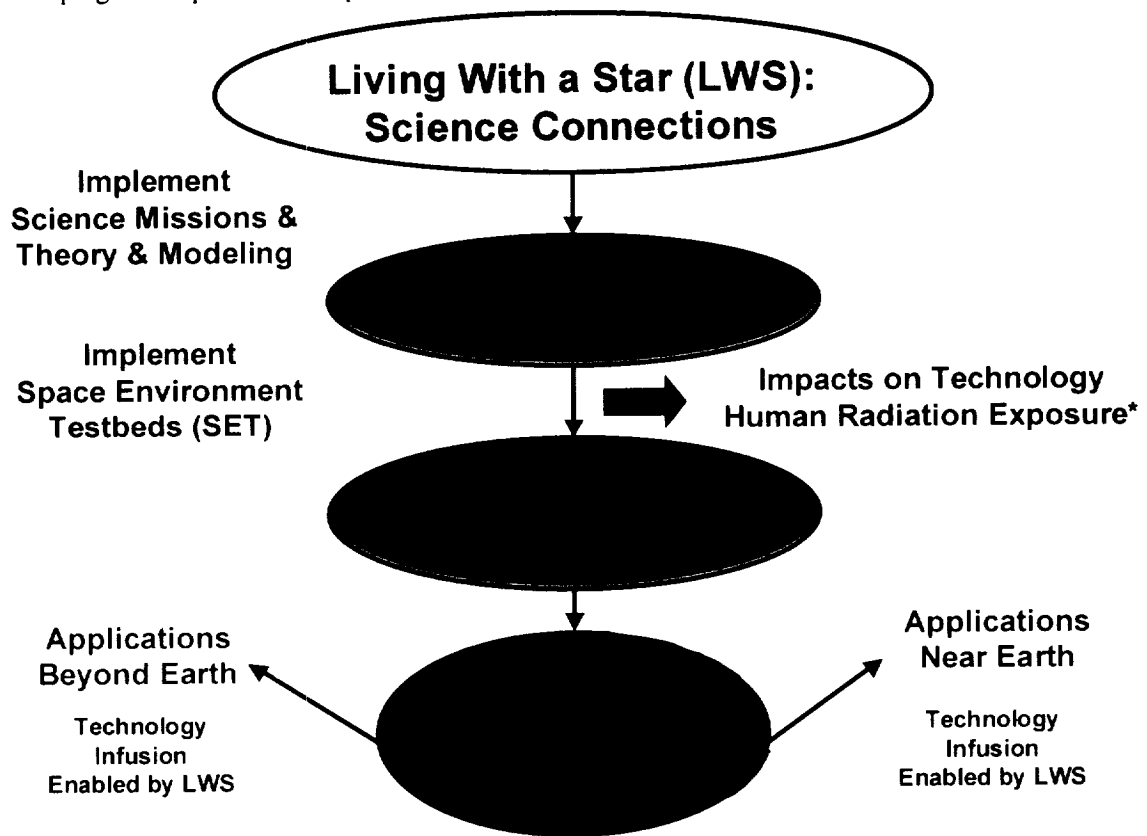 Living With a Star (LWS):
Science Connections
Implement
Science Missions &
Theory & Modeling
Implement
Space Environment
Testbeds (SET)
Impacts on Technology
Human Radiation Exposure*
Applications
Beyond Earth
Technology
Infusion
Enabled by LWS
Applications
Near Earth
Technology
Infusion
Enabled by LWS